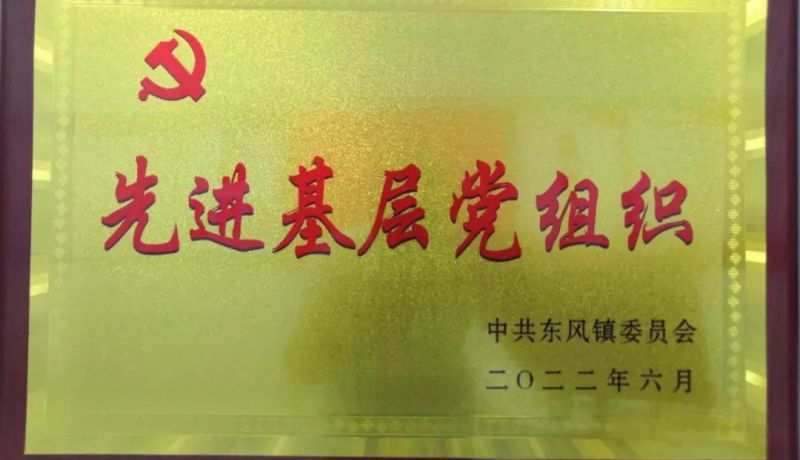 先进基层党组织
中共东风镇委员会
二〇二二年六月